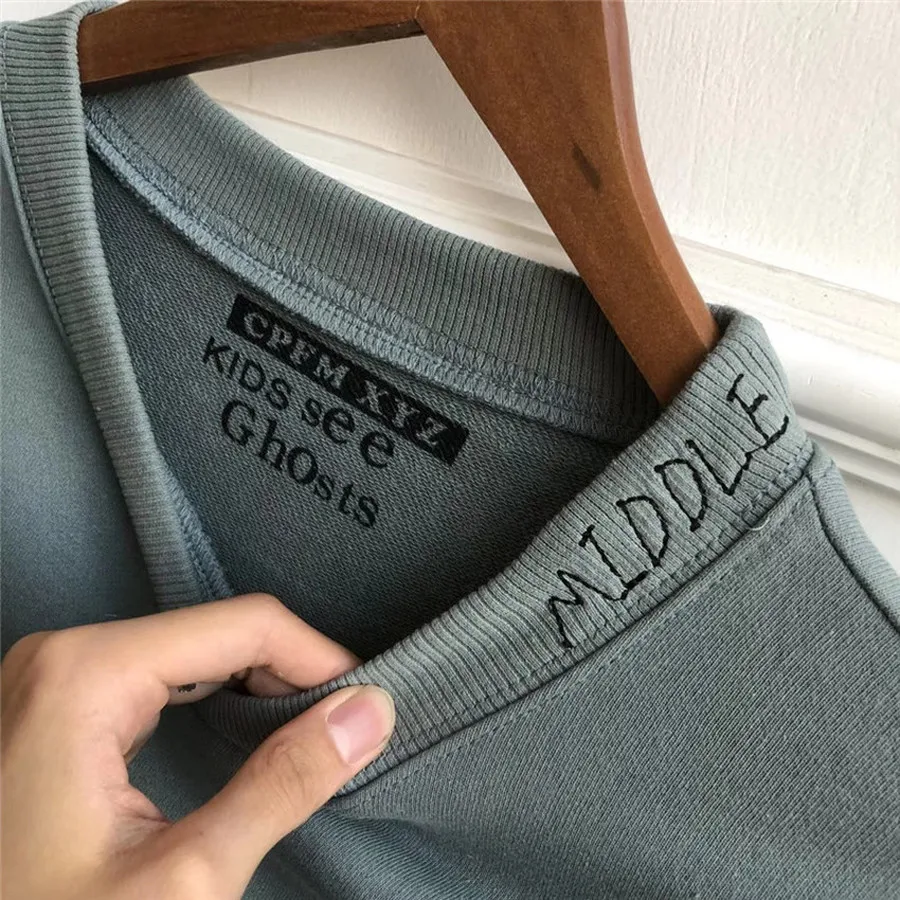 CPFM XYZ
KIDS see
GhOsts
MIDDLE